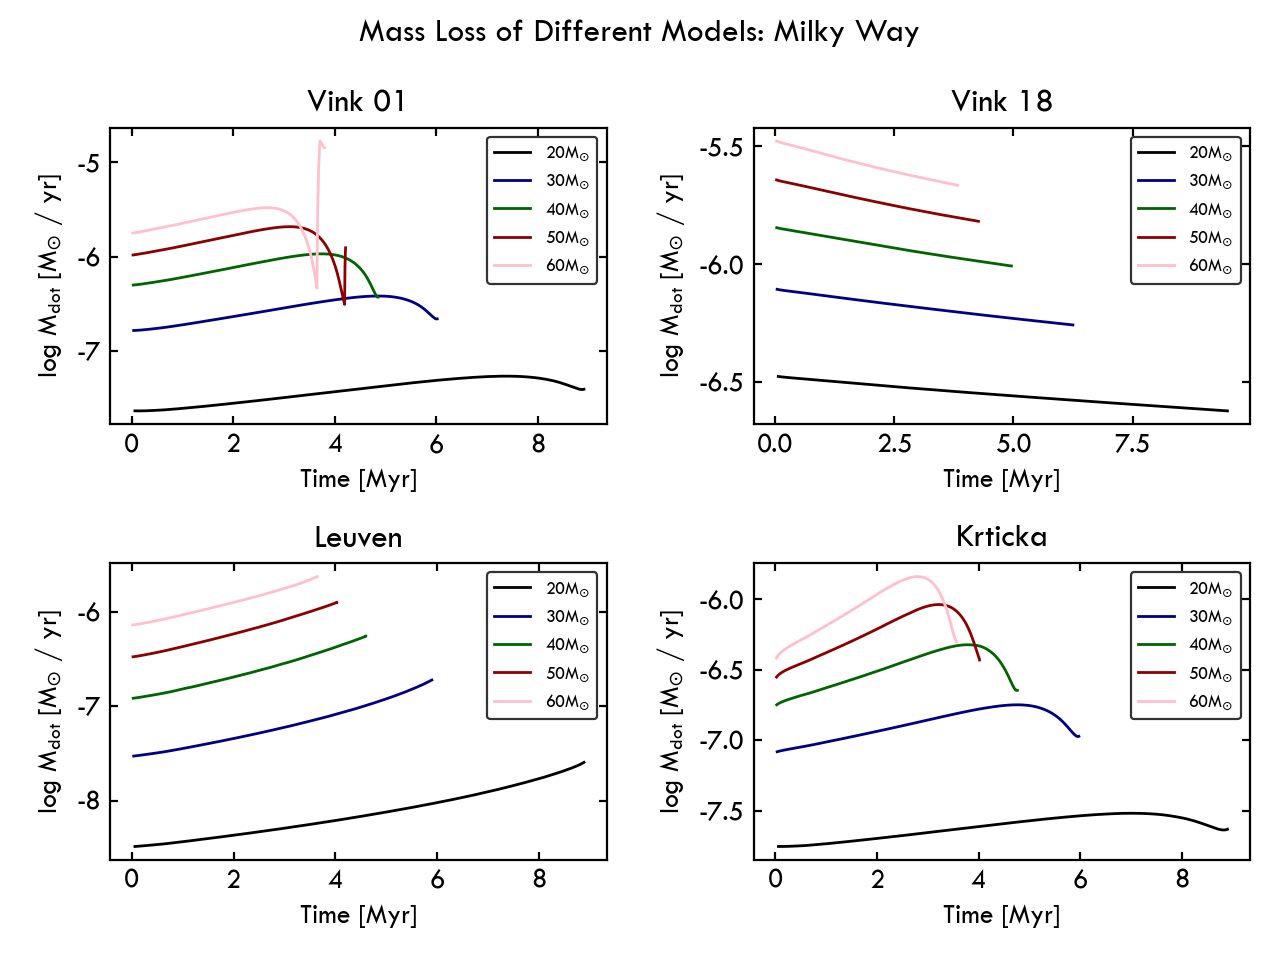 Mass Loss of Different Models: Milky Way
Vink 01
log M_dot [M☉ / yr]
-5
-6
-7
0 2 4 6 8
Time [Myr]
20M☉
30M☉
40M☉
50M☉
60M☉
Vink 18
log M_dot [M☉ / yr]
-5.5
-6.0
-6.5
0.0 2.5 5.0 7.5
Time [Myr]
20M☉
30M☉
40M☉
50M☉
60M☉
Leuven
log M_dot [M☉ / yr]
-6
-7
-8
0 2 4 6 8
Time [Myr]
20M☉
30M☉
40M☉
50M☉
60M☉
Krticka
log M_dot [M☉ / yr]
-6.0
-6.5
-7.0
-7.5
0 2 4 6 8
Time [Myr]
20M☉
30M☉
40M☉
50M☉
60M☉